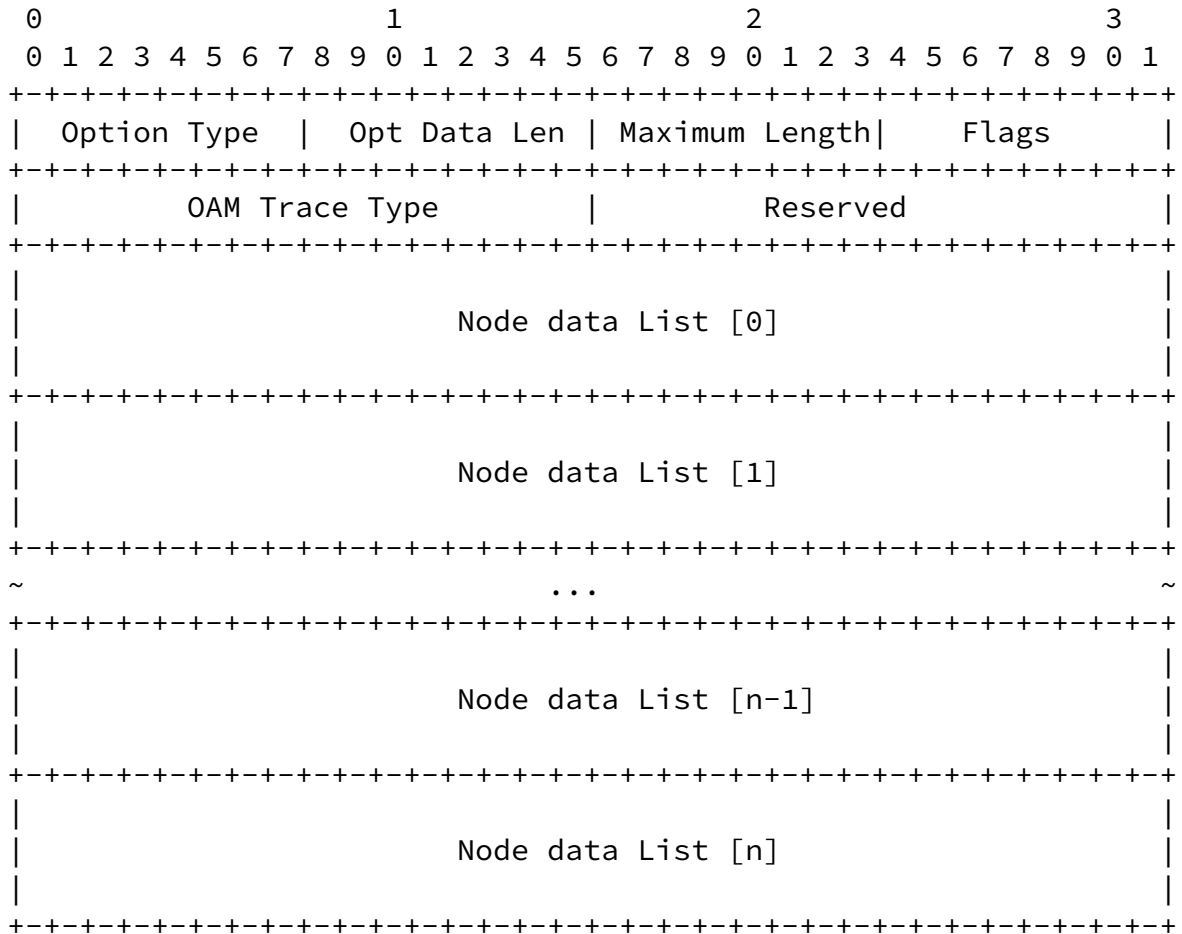 0                   1                   2                   3
 0 1 2 3 4 5 6 7 8 9 0 1 2 3 4 5 6 7 8 9 0 1 2 3 4 5 6 7 8 9 0 1
+-+-+-+-+-+-+-+-+-+-+-+-+-+-+-+-+-+-+-+-+-+-+-+-+-+-+-+-+-+-+-+-+
|  Option Type  |  Opt Data Len | Maximum Length|    Flags      |
+-+-+-+-+-+-+-+-+-+-+-+-+-+-+-+-+-+-+-+-+-+-+-+-+-+-+-+-+-+-+-+-+
|         OAM Trace Type        |         Reserved              |
+-+-+-+-+-+-+-+-+-+-+-+-+-+-+-+-+-+-+-+-+-+-+-+-+-+-+-+-+-+-+-+-+
|                                                               |
|                        Node data List [0]                     |
|                                                               |
+-+-+-+-+-+-+-+-+-+-+-+-+-+-+-+-+-+-+-+-+-+-+-+-+-+-+-+-+-+-+-+-+
|                                                               |
|                        Node data List [1]                     |
|                                                               |
+-+-+-+-+-+-+-+-+-+-+-+-+-+-+-+-+-+-+-+-+-+-+-+-+-+-+-+-+-+-+-+-+
~                             ...                               ~
+-+-+-+-+-+-+-+-+-+-+-+-+-+-+-+-+-+-+-+-+-+-+-+-+-+-+-+-+-+-+-+-+
|                                                               |
|                        Node data List [n-1]                   |
|                                                               |
+-+-+-+-+-+-+-+-+-+-+-+-+-+-+-+-+-+-+-+-+-+-+-+-+-+-+-+-+-+-+-+-+
|                                                               |
|                        Node data List [n]                     |
|                                                               |
+-+-+-+-+-+-+-+-+-+-+-+-+-+-+-+-+-+-+-+-+-+-+-+-+-+-+-+-+-+-+-+-+